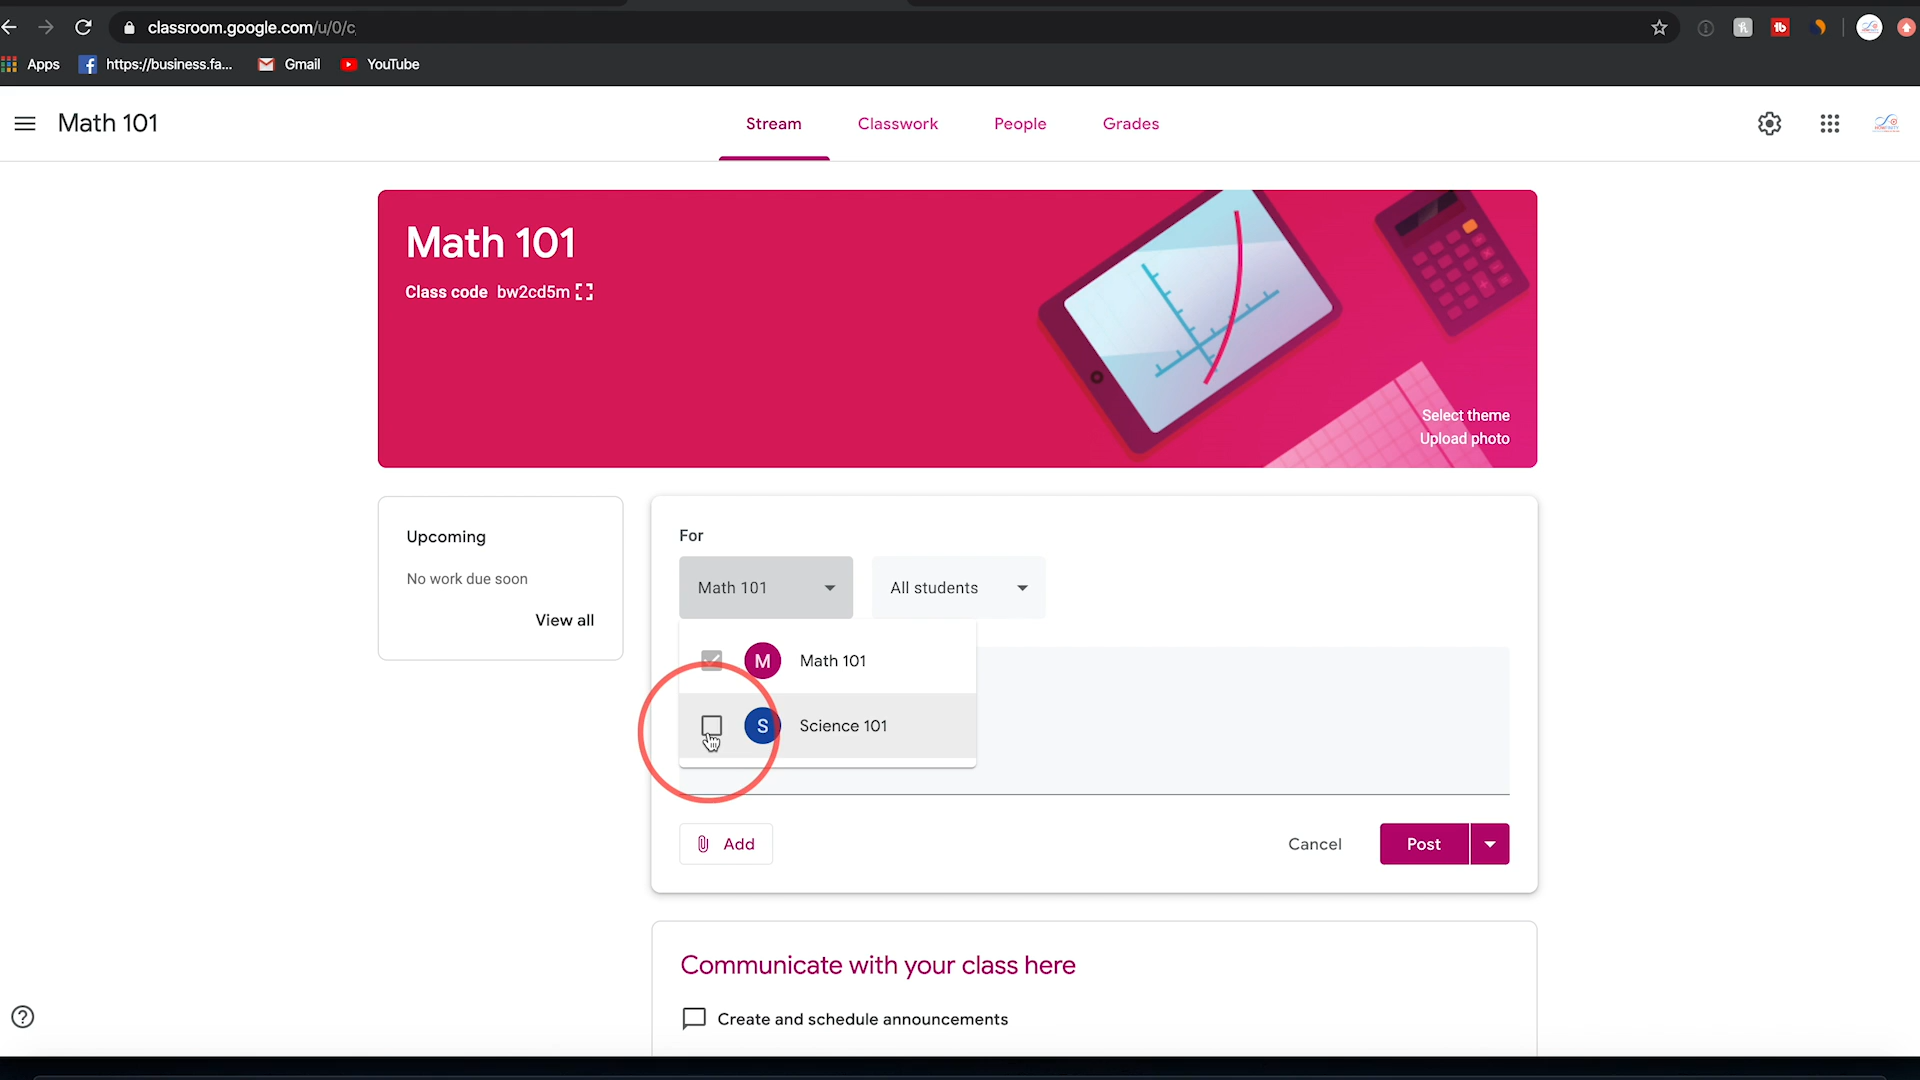 classroom.google.com/u/0/c
Apps
https://business.fa...
Gmail
YouTube
Math 101
Stream
Classwork
People
Grades
Math 101
Class code bw2cd5m
Select theme
Upload photo
Upcoming
No work due soon
View all
For
Math 101
All students
M Math 101
S Science 101
Add
Cancel
Post
Communicate with your class here
Create and schedule announcements